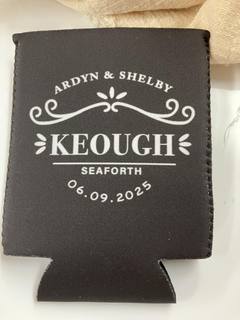 ARDYN & SHELBY
KEOUGH
SEAFORTH
06.09.2025